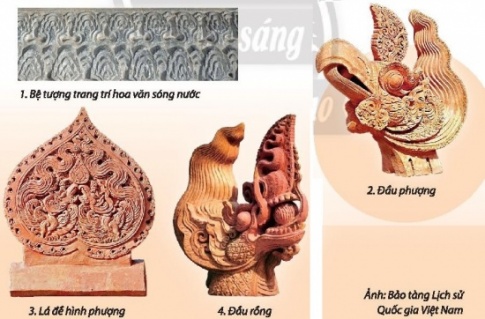 sáng
1. Bệ tượng trang trí hoa văn sóng nước
2. Đầu phượng
3. Lá đề hình phượng
4. Đầu rồng
Ảnh: Bảo tàng Lịch sử
Quốc gia Việt Nam